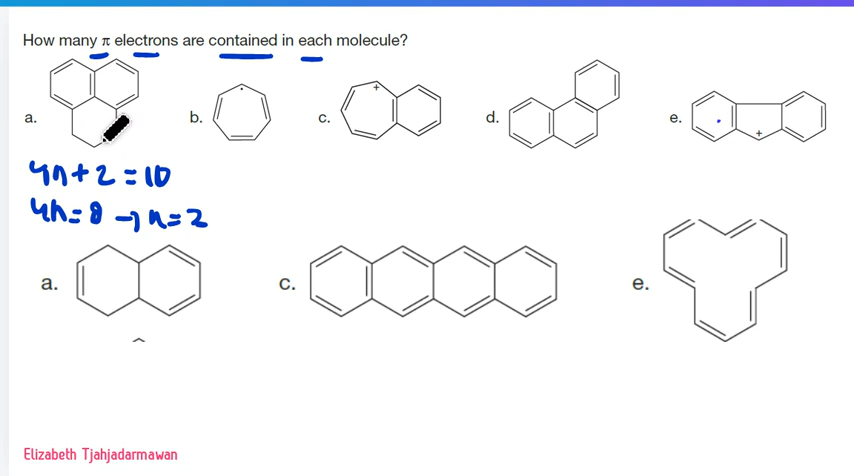 How many π electrons are contained in each molecule?
a. b. c. + d. e. +
4n + 2 = 10
4n = 8 → n = 2
a. c. e.
Elizabeth Tjahjadarmawan